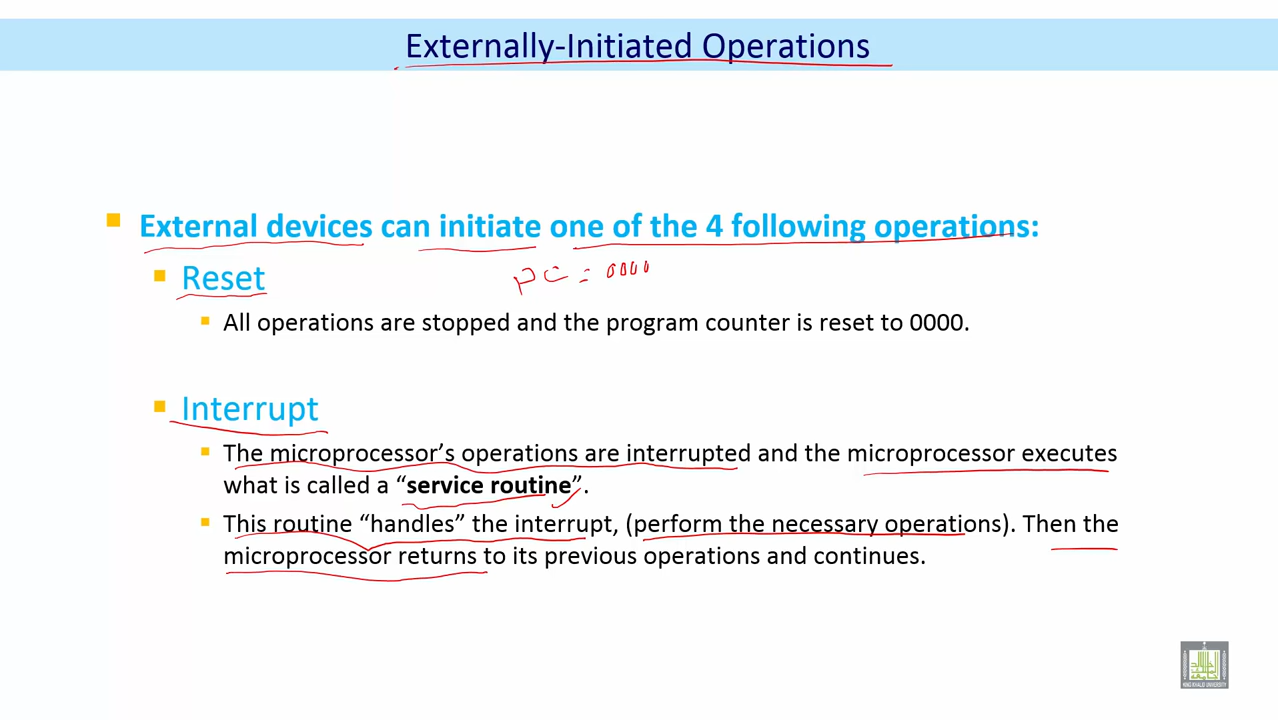 Externally-Initiated Operations
External devices can initiate one of the 4 following operations:
Reset
PC = 0000
All operations are stopped and the program counter is reset to 0000.
Interrupt
The microprocessor's operations are interrupted and the microprocessor executes
what is called a “service routine”.
This routine “handles” the interrupt, (perform the necessary operations). Then the
microprocessor returns to its previous operations and continues.
KING KHALID UNIVERSITY